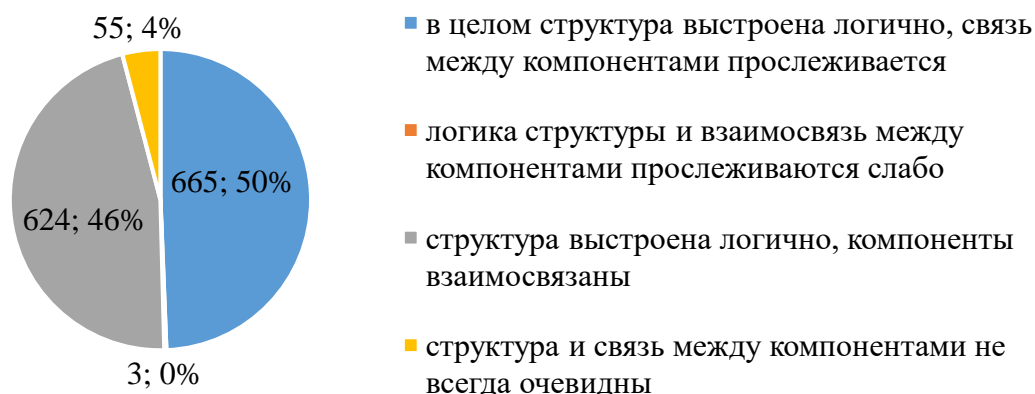 55; 4%
665; 50%
624; 46%
3; 0%
в целом структура выстроена логично, связь
между компонентами прослеживается
логика структуры и взаимосвязь между
компонентами прослеживаются слабо
структура выстроена логично, компоненты
взаимосвязаны
структура и связь между компонентами не
всегда очевидны